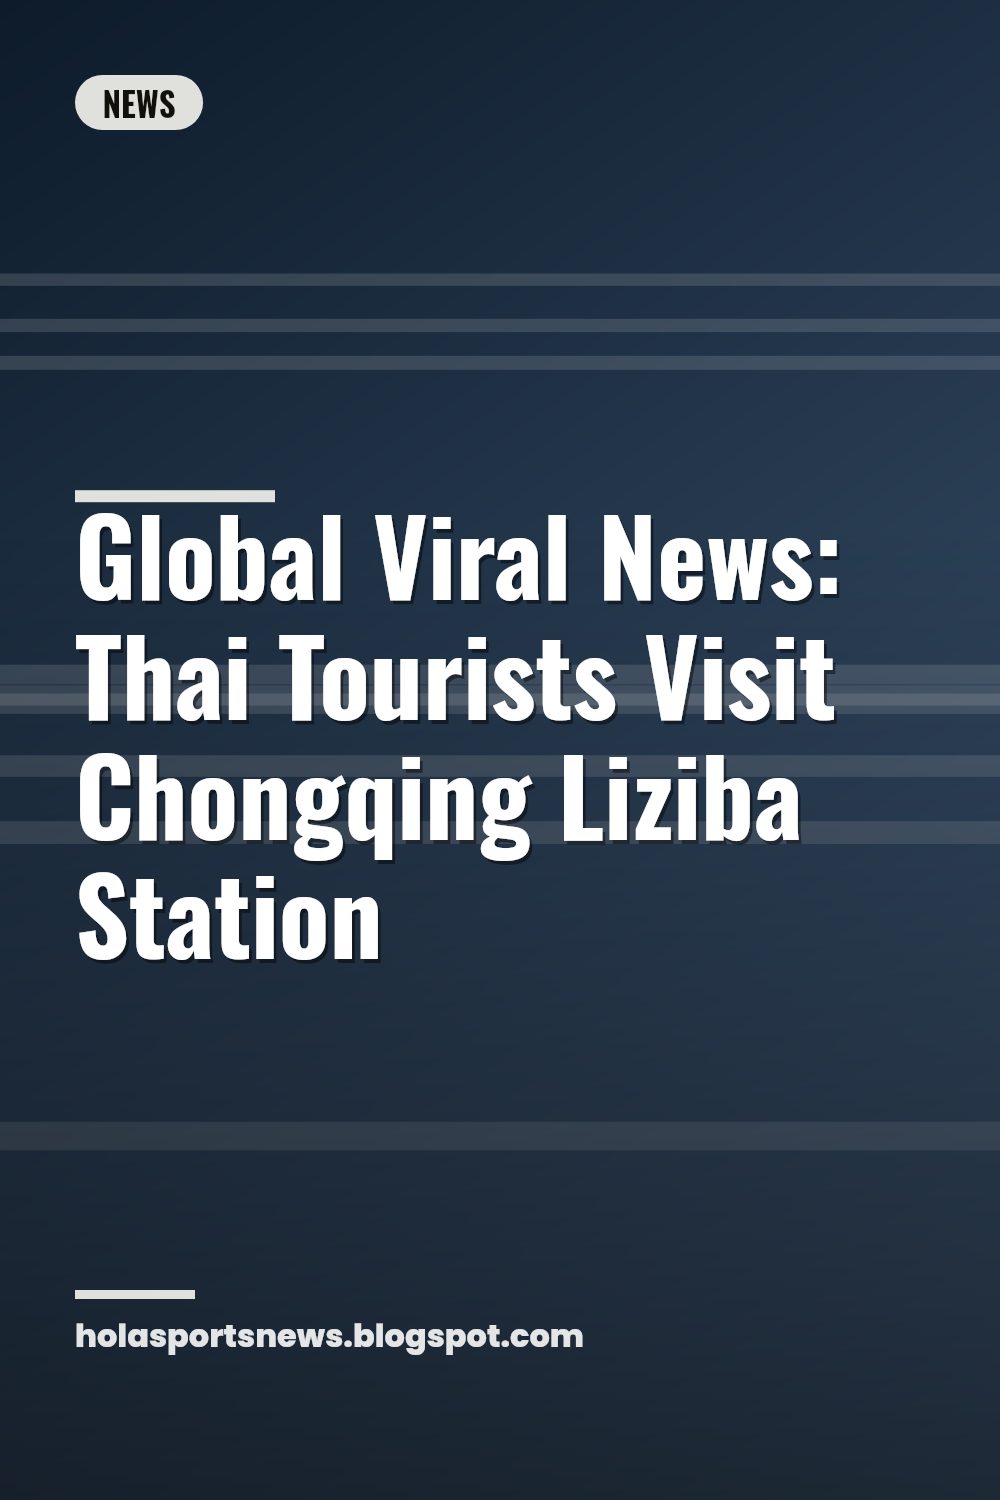 NEWS
Global Viral News:
Thai Tourists Visit
Chongqing Liziba
Station
holasportsnews.blogspot.com